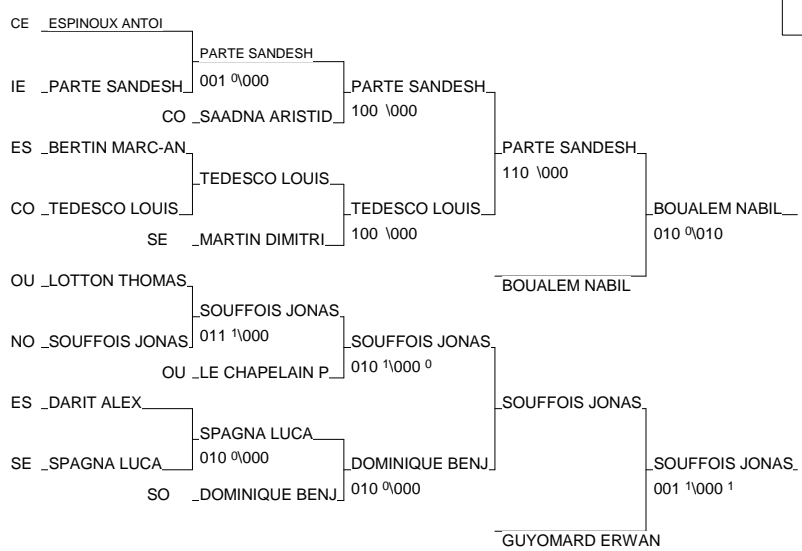 CE ESPINOUX ANTOI
PARTE SANDESH
001 0\000
IE PARTE SANDESH
PARTE SANDESH
100 \000
CO SAADNA ARISTID
ES BERTIN MARC-AN
PARTE SANDESH
110 \000
TEDESCO LOUIS
CO TEDESCO LOUIS
TEDESCO LOUIS
100 \000
BOUALEM NABIL
010 0\010
SE MARTIN DIMITRI
OU LOTTON THOMAS
BOUALEM NABIL
SOUFFOIS JONAS
011 1\000
NO SOUFFOIS JONAS
SOUFFOIS JONAS
010 1\000 0
OU LE CHAPELAIN P
ES DARIT ALEX
SOUFFOIS JONAS
SPAGNA LUCA
010 0\000
SE SPAGNA LUCA
DOMINIQUE BENJ
010 0\000
SOUFFOIS JONAS
001 1\000 1
SO DOMINIQUE BENJ
GUYOMARD ERWAN